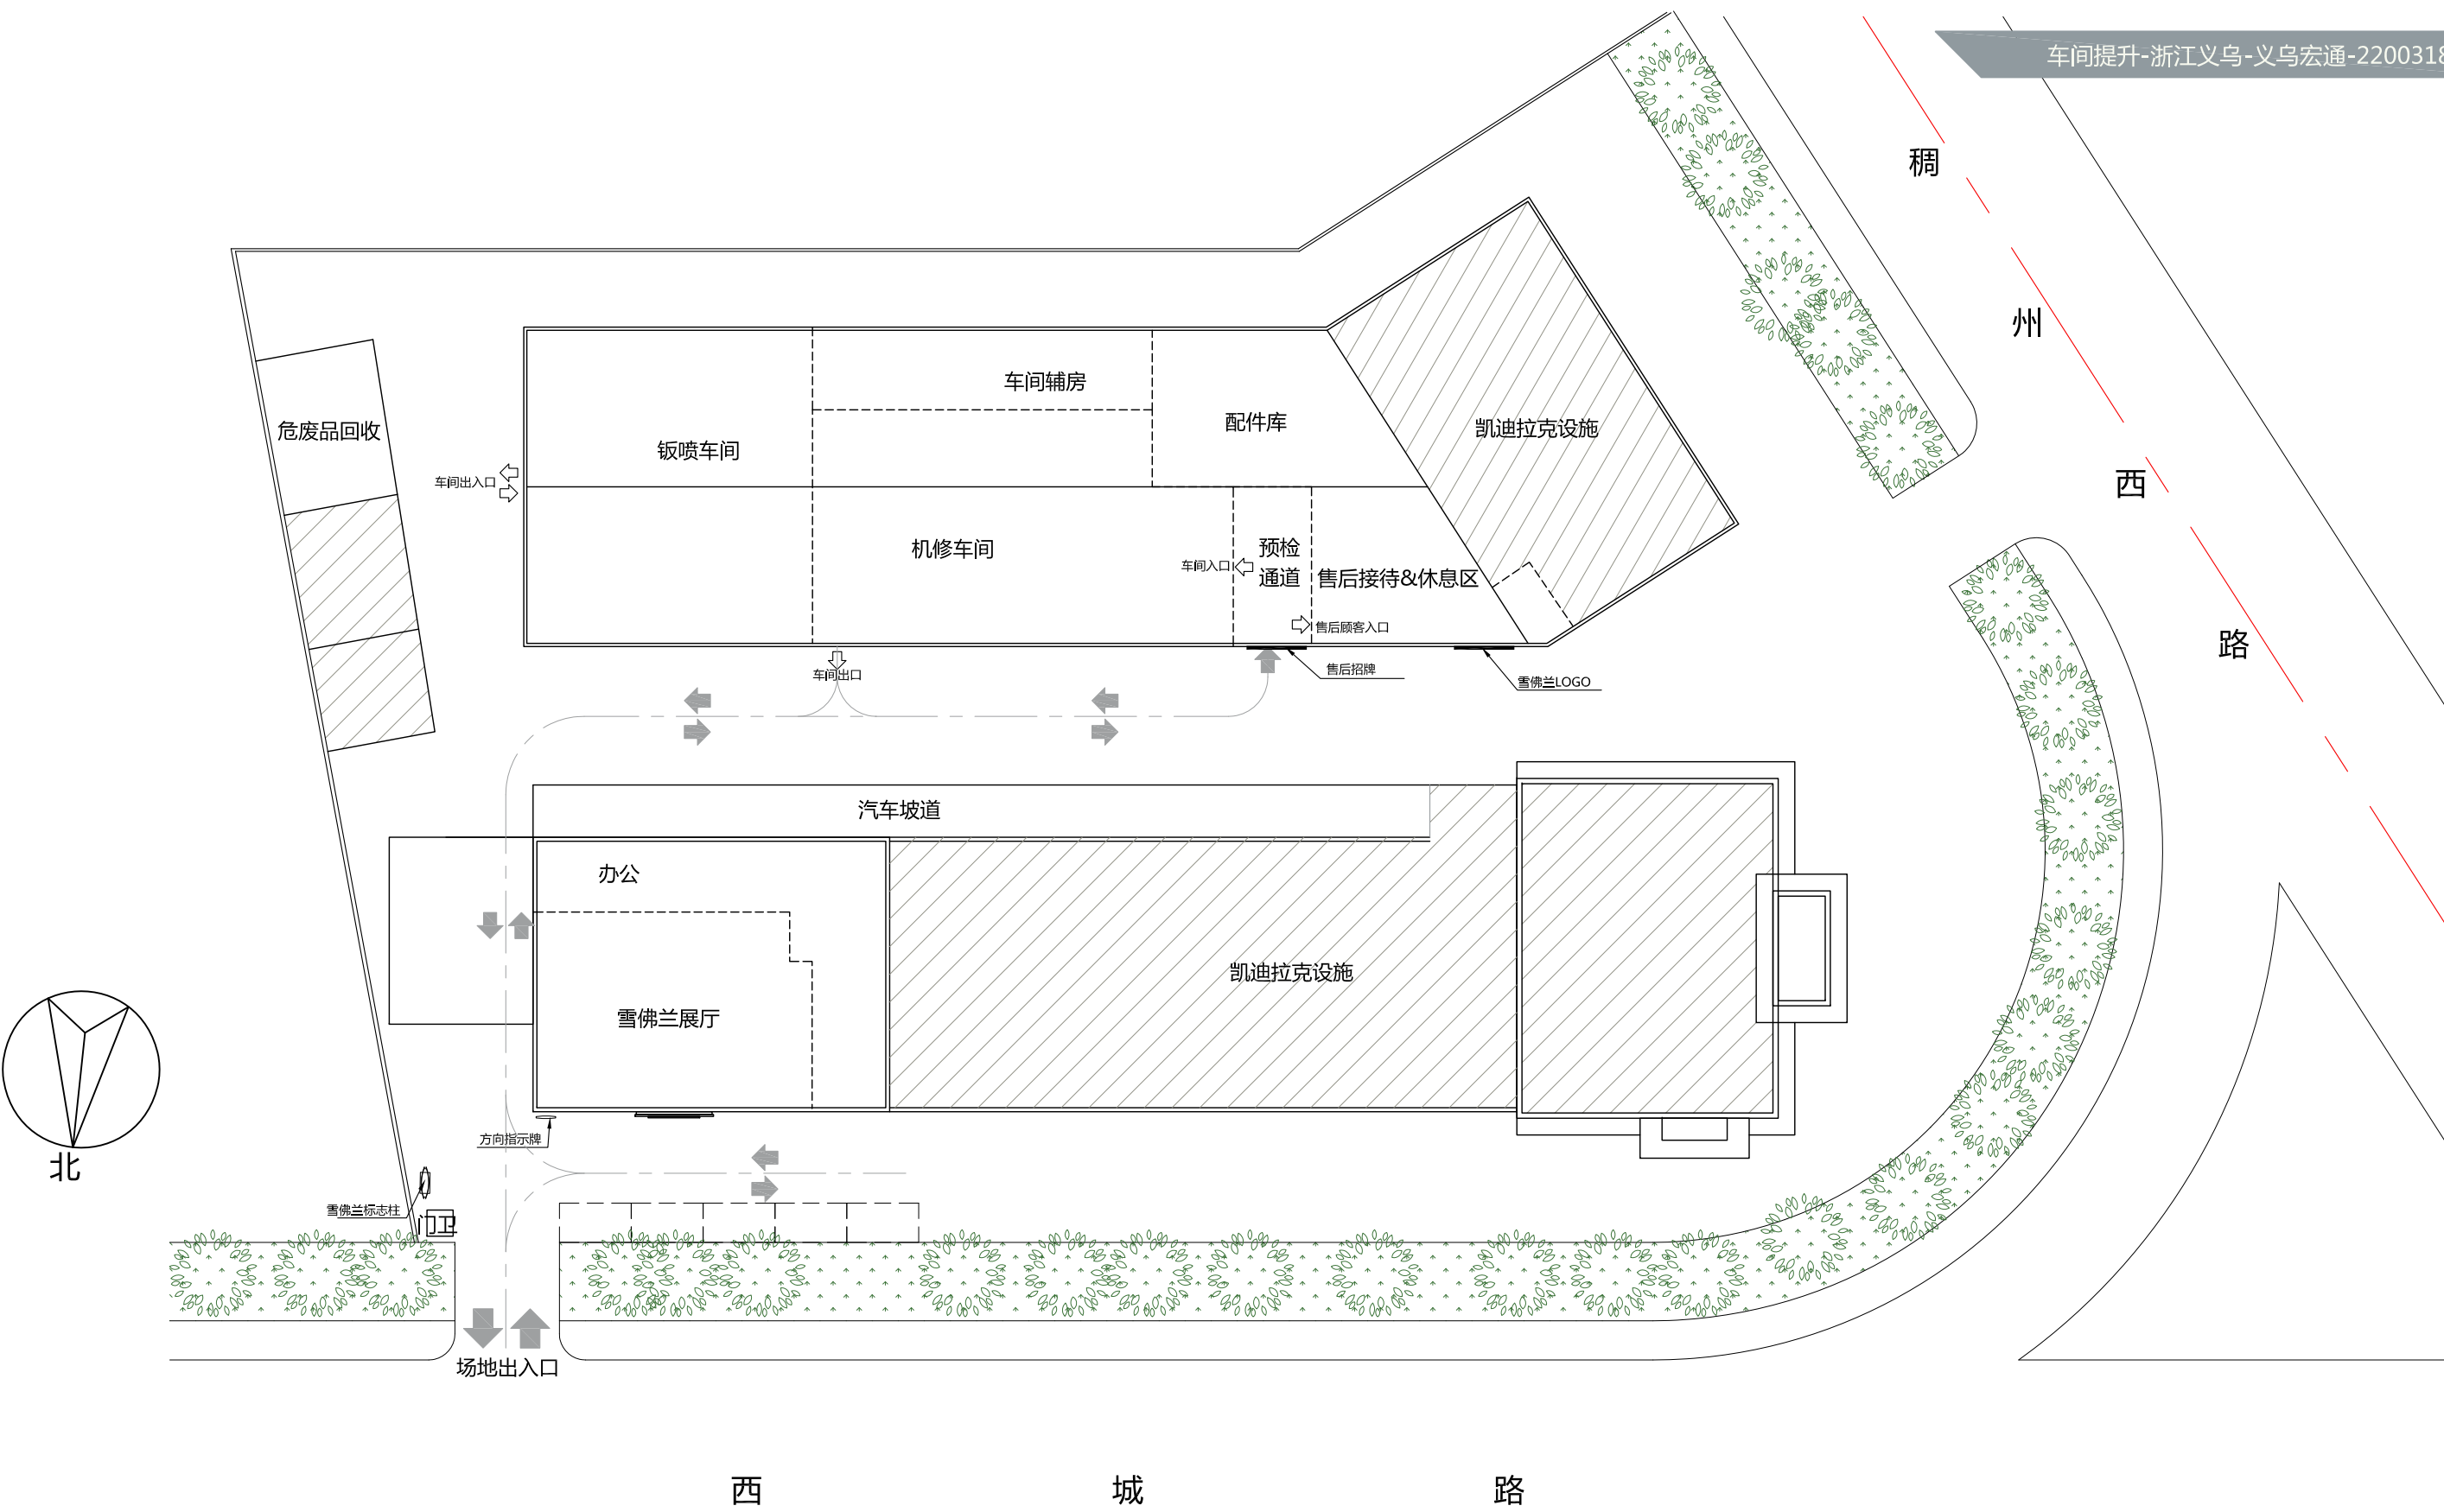 车间提升-浙江义乌-义乌宏通-2200318
稠
州
西
路
车间辅房
配件库
凯迪拉克设施
危废品回收
钣喷车间
车间出入口
机修车间
预检
通道
车间入口
售后接待&休息区
售后顾客入口
售后招牌
车间出口
雪佛兰LOGO
汽车坡道
办公
凯迪拉克设施
雪佛兰展厅
方向指示牌
北
雪佛兰标志柱
门卫
场地出入口
西 城 路